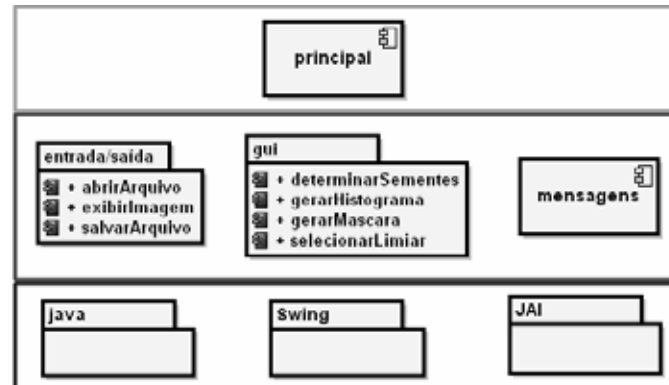 principal
entrada/saída
+ abrirArquivo
+ exibirImagem
+ salvarArquivo
gui
+ determinarSementes
+ gerarHistograma
+ gerarMascara
+ selecionarLimiar
mensagens
java
Swing
JAI